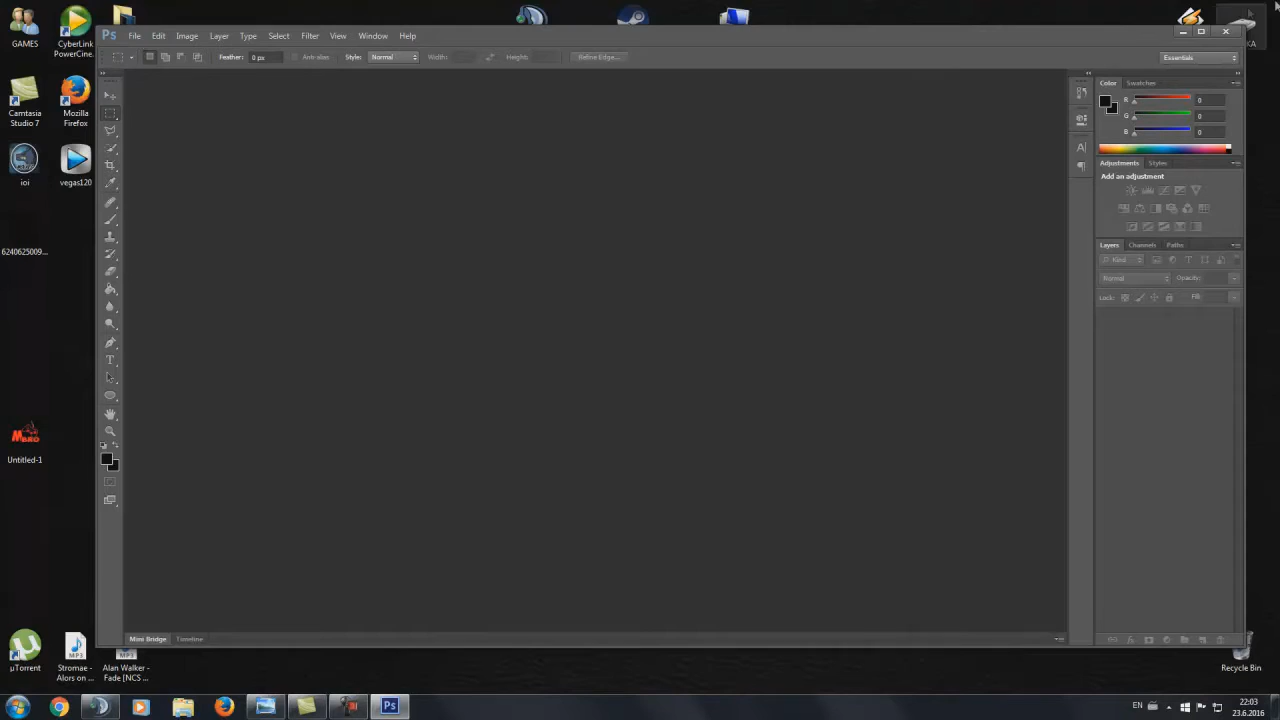 GAMES
CyberLink
PowerCine...
Ps File Edit Image Layer Type Select Filter View Window Help
Feather: 0 px Anti-alias Style: Normal Width: Height: Refine Edge... Essentials
Camtasia
Studio 7
Mozilla
Firefox
ioi
vegas120
6240625009...
MBRO
Untitled-1
Color Swatches
R 0
G 0
B 0
Adjustments Styles
Add an adjustment
Layers Channels Paths
Kind
Normal Opacity:
Lock: Fill:
Mini Bridge Timeline
µTorrent
Stromae -
Alors on ...
Alan Walker -
Fade [NCS ...
Recycle Bin
Ps
EN
22:03
23.6.2016